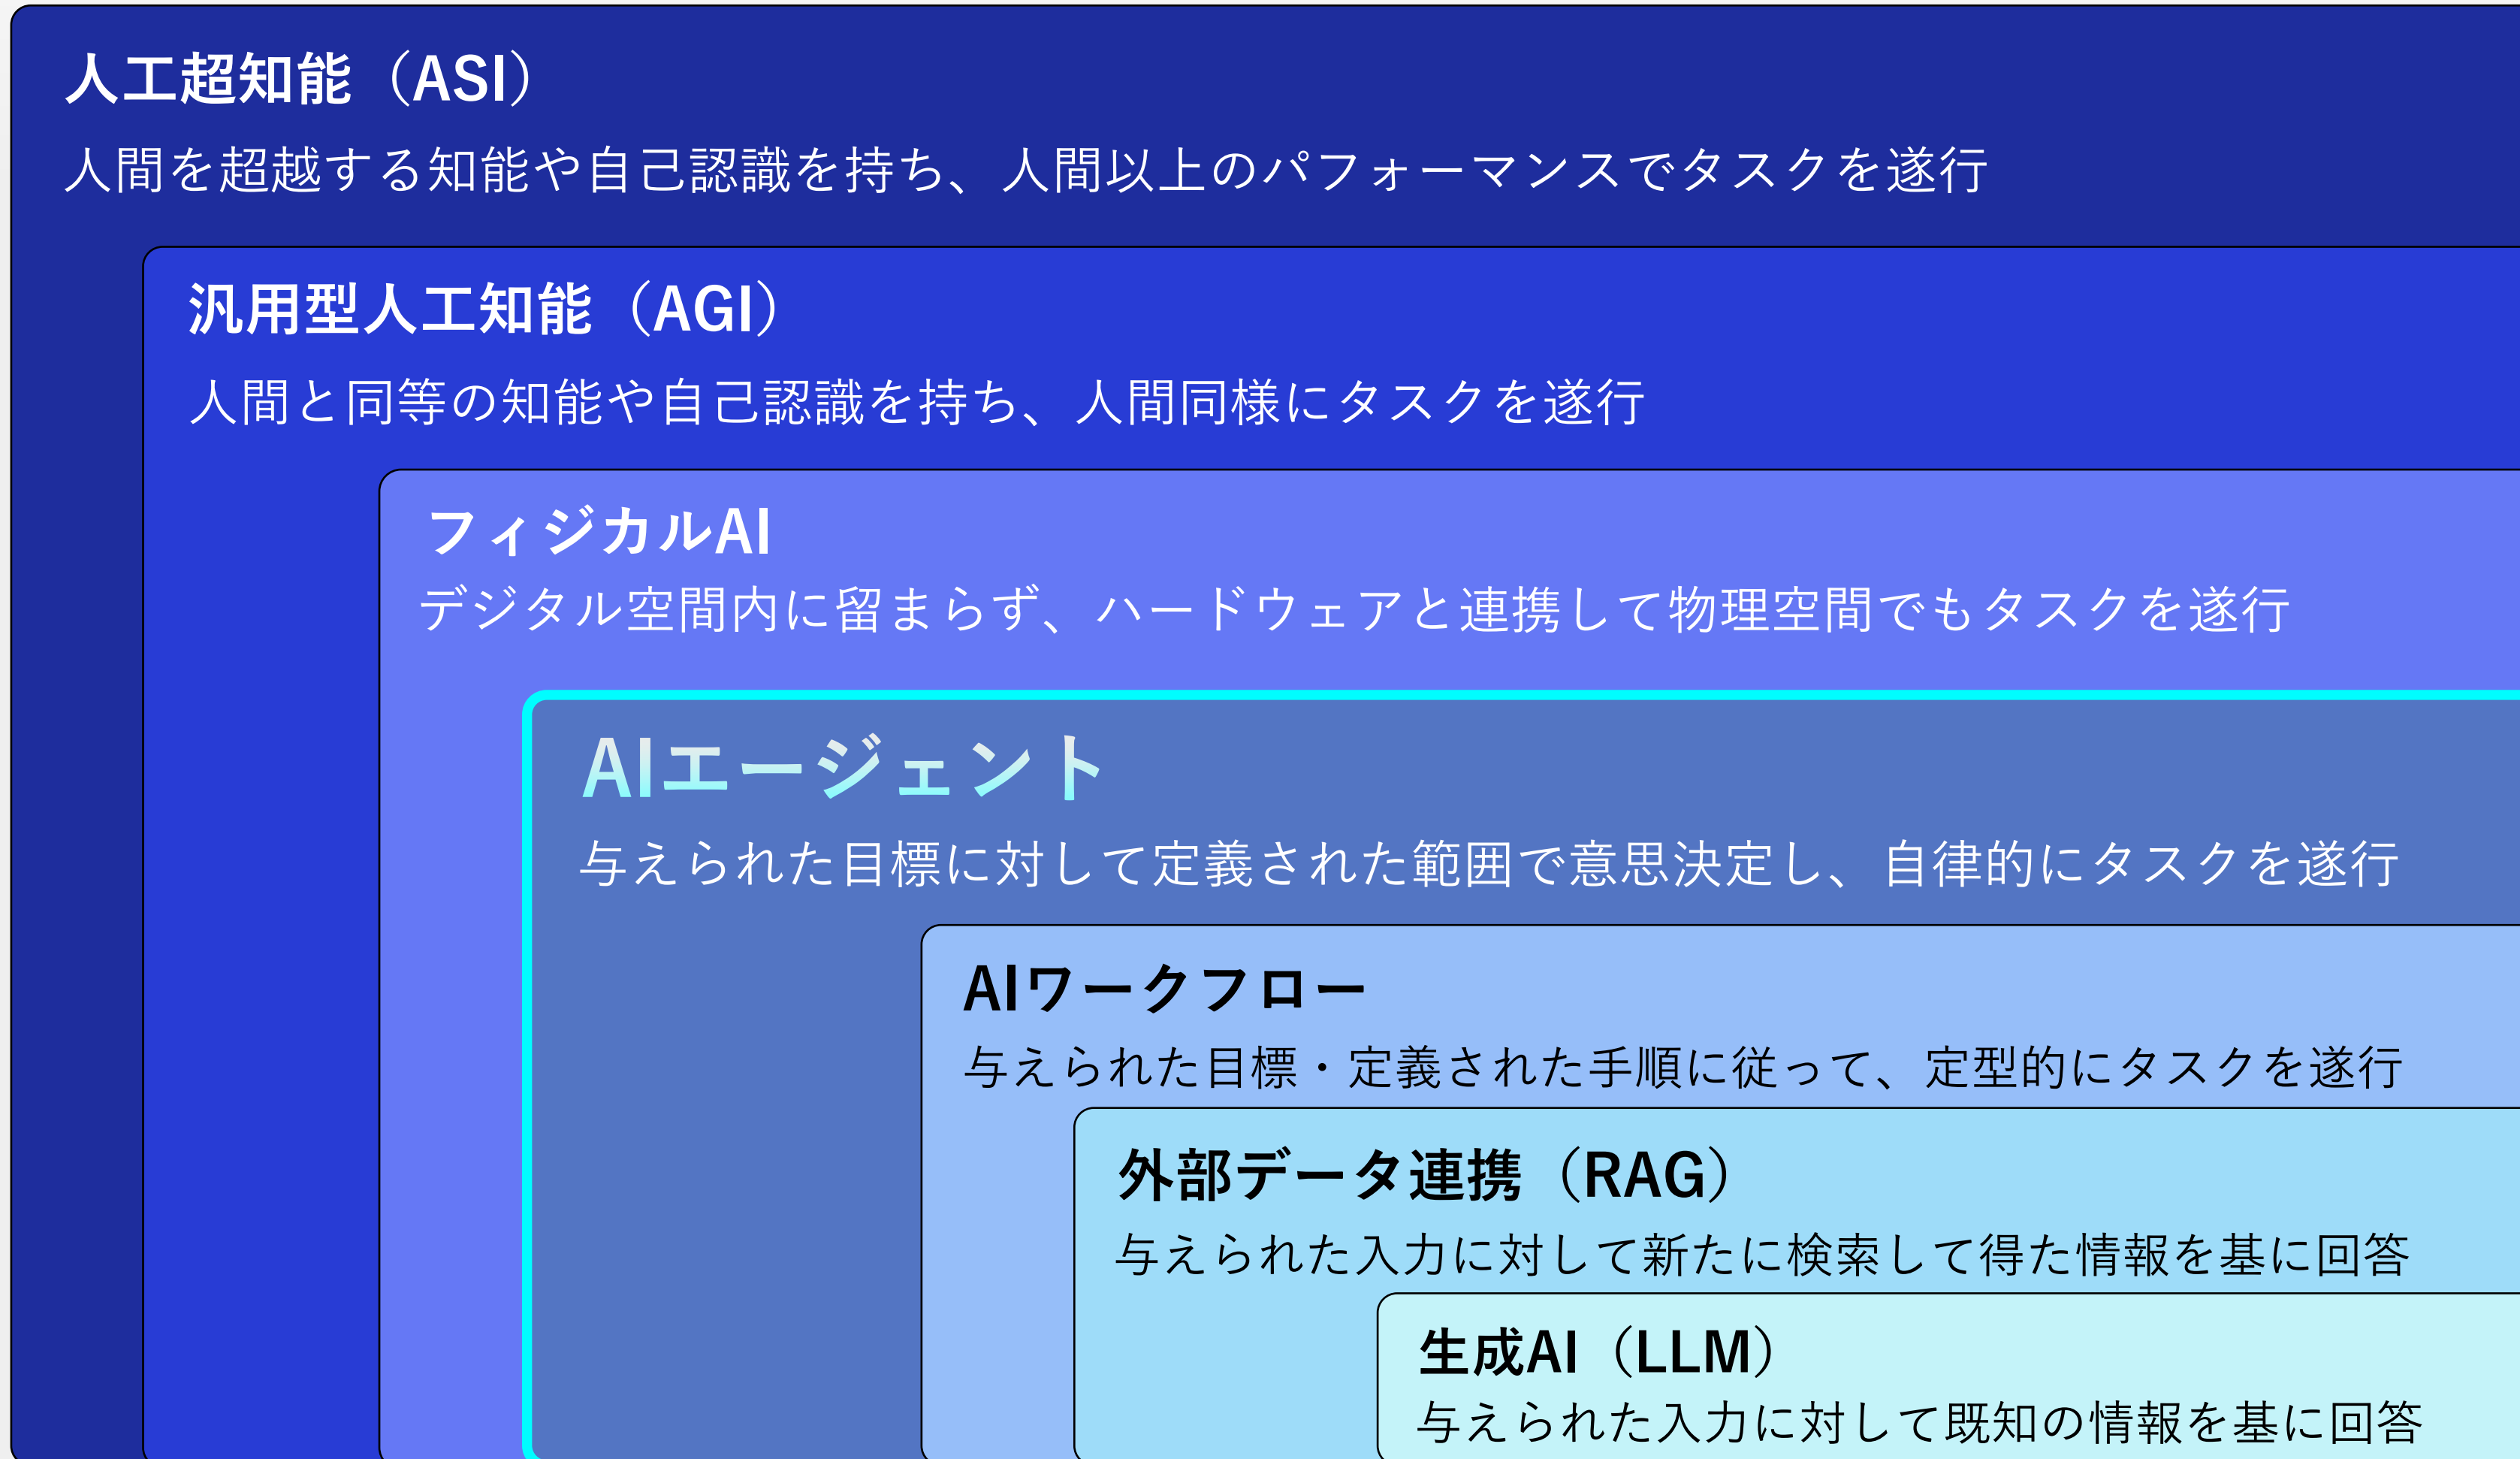 人工超知能（ASI）
人間を超越する知能や自己認識を持ち、人間以上のパフォーマンスでタスクを遂行
汎用型人工知能（AGI）
人間と同等の知能や自己認識を持ち、人間同様にタスクを遂行
フィジカルAI
デジタル空間内に留まらず、ハードウェアと連携して物理空間でもタスクを遂行
AIエージェント
与えられた目標に対して定義された範囲で意思決定し、自律的にタスクを遂行
AIワークフロー
与えられた目標・定義された手順に従って、定型的にタスクを遂行
外部データ連携（RAG）
与えられた入力に対して新たに検索して得た情報を基に回答
生成AI（LLM）
与えられた入力に対して既知の情報を基に回答